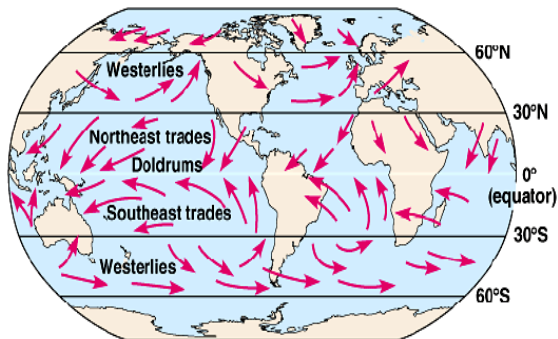 60°N
Westerlies
30°N
Northeast trades
Doldrums
0°
(equator)
Southeast trades
30°S
Westerlies
60°S